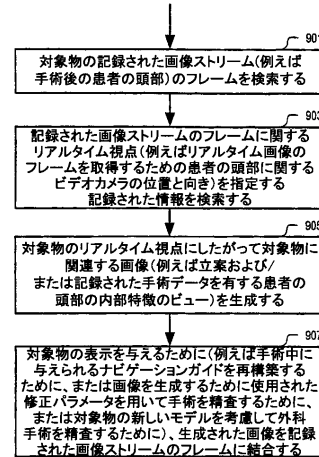 901
対象物の記録された画像ストリーム(例えば
手術後の患者の頭部)のフレームを検索する
903
記録された画像ストリームのフレームに関する
リアルタイム視点(例えばリアルタイム画像の
フレームを取得するための患者の頭部に関する
ビデオカメラの位置と向き)を指定する
記録された情報を検索する
905
対象物のリアルタイム視点にしたがって対象物に
関連する画像(例えば立案および/
または記録された手術データを有する患者の
頭部の内部特徴のビュー)を生成する
907
対象物の表示を与えるために(例えば手術中に
与えられるナビゲーションガイドを再構築する
ために、または画像を生成するために使用された
修正パラメータを用いて手術を精査するために、
または対象物の新しいモデルを考慮して外科
手術を精査するために)、生成された画像を記録
された画像ストリームのフレームに結合する